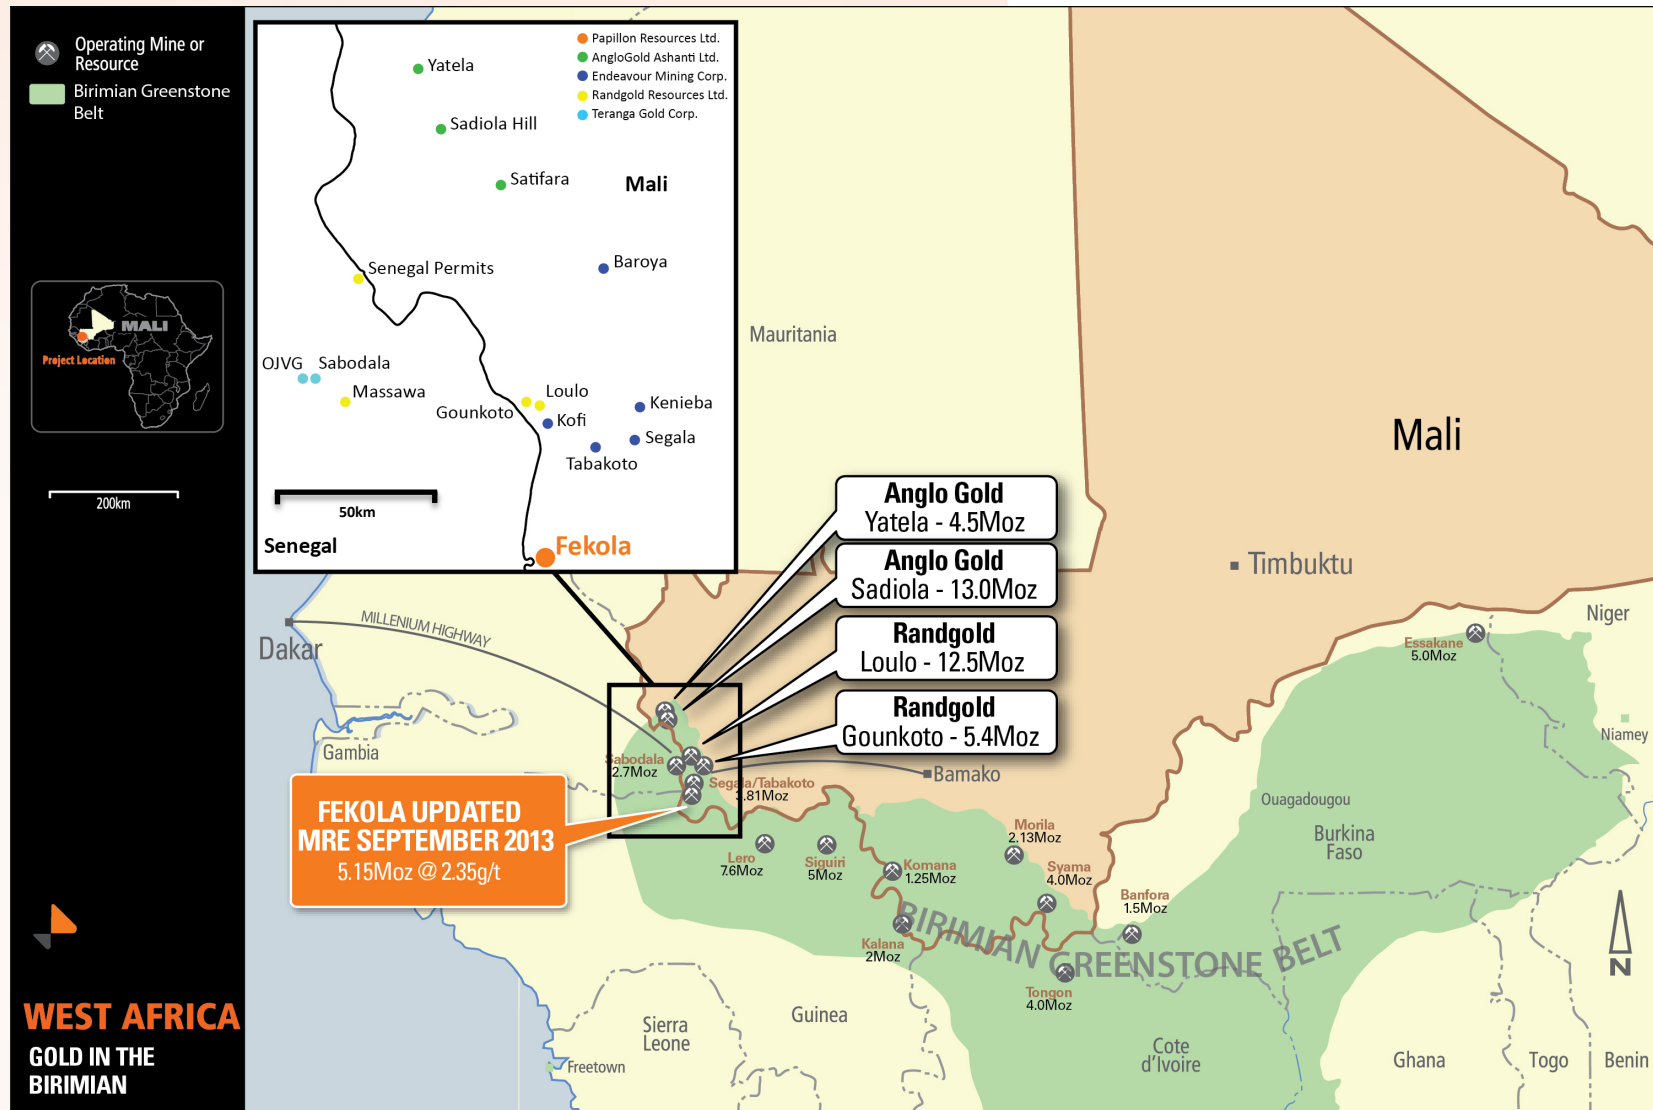 Operating Mine or
Resource
Birimian Greenstone
Belt
MALI
Project Location
200km
WEST AFRICA
GOLD IN THE
BIRIMIAN
Papillon Resources Ltd.
AngloGold Ashanti Ltd.
Endeavour Mining Corp.
Randgold Resources Ltd.
Teranga Gold Corp.
Yatela
Sadiola Hill
Satifara
Mali
Baroya
Senegal Permits
OJVG
Sabodala
Massawa
Loulo
Gounkoto
Kofi
Kenieba
Segala
Tabakoto
50km
Senegal
Fekola
Mauritania
Mali
Timbuktu
Anglo Gold
Yatela - 4.5Moz
Anglo Gold
Sadiola - 13.0Moz
Randgold
Loulo - 12.5Moz
Randgold
Gounkoto - 5.4Moz
MILLENIUM HIGHWAY
Dakar
Gambia
Niger
Essakane
5.0Moz
Niamey
Sabodala
2.7Moz
Segala/Tabakoto
3.81Moz
Bamako
FEKOLA UPDATED
MRE SEPTEMBER 2013
5.15Moz @ 2.35g/t
Ouagadougou
Burkina
Faso
Lero
7.6Moz
Siguiri
5Moz
Komana
1.25Moz
Morila
2.13Moz
Syama
4.0Moz
Banfora
1.5Moz
Kalana
2Moz
BIRIMIAN GREENSTONE BELT
Tongon
4.0Moz
N
Sierra
Leone
Guinea
Freetown
Cote
d'Ivoire
Ghana
Togo
Benin